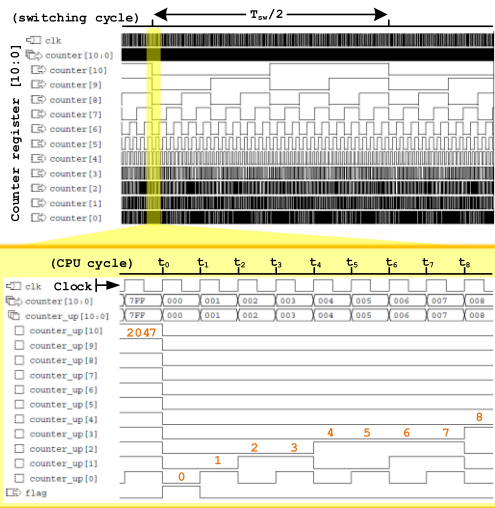 (switching cycle) Tsw/2
Counter register [10:0]
clk
counter[10:0]
counter[10]
counter[9]
counter[8]
counter[7]
counter[6]
counter[5]
counter[4]
counter[3]
counter[2]
counter[1]
counter[0]
(CPU cycle) t0 t1 t2 t3 t4 t5 t6 t7 t8
clk Clock
counter[10:0] 7FF 000 001 002 003 004 005 006 007 008
counter_up[10:0] 7FF 000 001 002 003 004 005 006 007 008
counter_up[10] 2047
counter_up[9]
counter_up[8]
counter_up[7]
counter_up[6]
counter_up[5]
counter_up[4] 8
counter_up[3] 4 5 6 7
counter_up[2] 2 3
counter_up[1] 1
counter_up[0] 0
flag